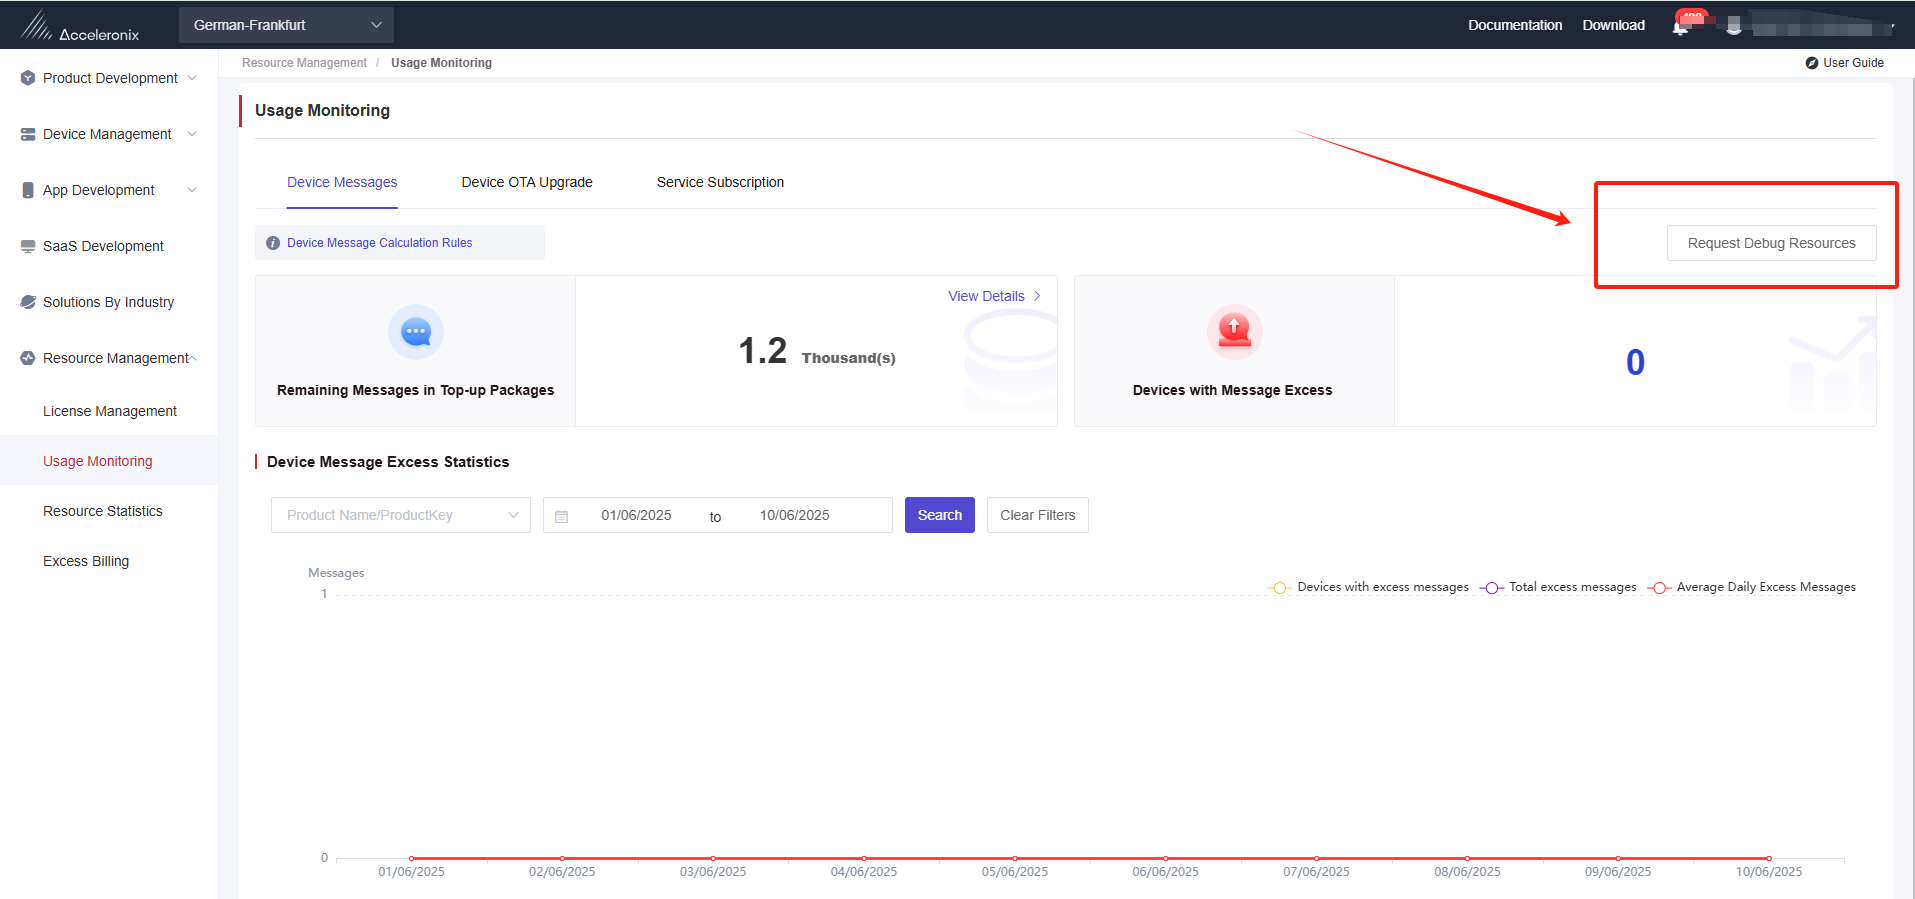 Acceleronix
German-Frankfurt
Documentation
Download
Product Development
Device Management
App Development
SaaS Development
Solutions By Industry
Resource Management
License Management
Usage Monitoring
Resource Statistics
Excess Billing
Resource Management / Usage Monitoring
User Guide
Usage Monitoring
Device Messages
Device OTA Upgrade
Service Subscription
Device Message Calculation Rules
Request Debug Resources
Remaining Messages in Top-up Packages
View Details
1.2 Thousand(s)
Devices with Message Excess
0
Device Message Excess Statistics
Product Name/ProductKey
01/06/2025 to 10/06/2025
Search
Clear Filters
Messages
Devices with excess messages
Total excess messages
Average Daily Excess Messages
1
0
01/06/2025
02/06/2025
03/06/2025
04/06/2025
05/06/2025
06/06/2025
07/06/2025
08/06/2025
09/06/2025
10/06/2025